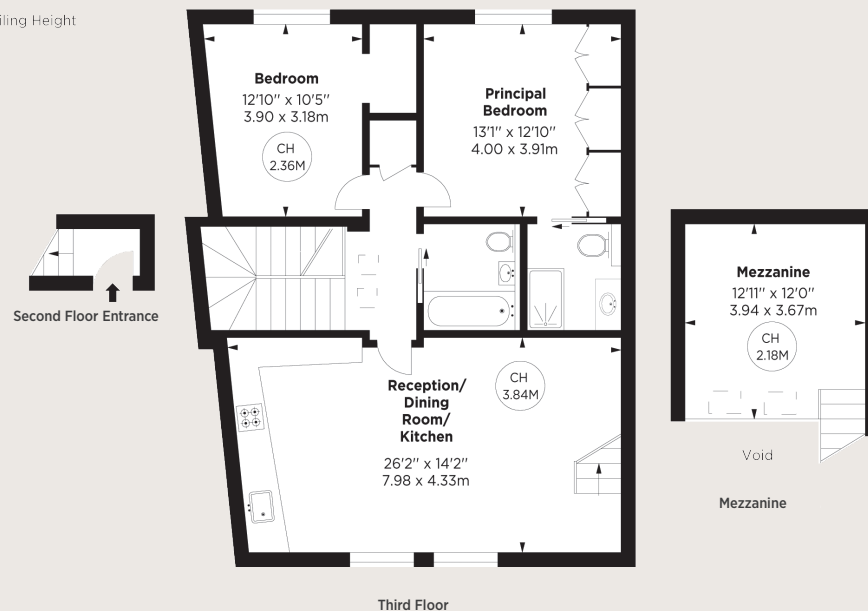 iling Height
Bedroom
12'10'' x 10'5''
3.90 x 3.18m
CH
2.36M
Principal
Bedroom
13'1'' x 12'10''
4.00 x 3.91m
Second Floor Entrance
Mezzanine
12'11'' x 12'0''
3.94 x 3.67m
CH
2.18M
Reception/
Dining
Room/
Kitchen
26'2'' x 14'2''
7.98 x 4.33m
CH
3.84M
Void
Mezzanine
Third Floor